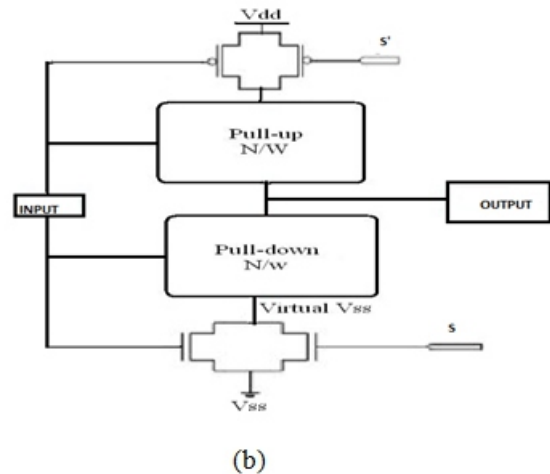 Vdd
S'
Pull-up
N/W
INPUT
OUTPUT
Pull-down
N/w
Virtual Vss
S
Vss
(b)